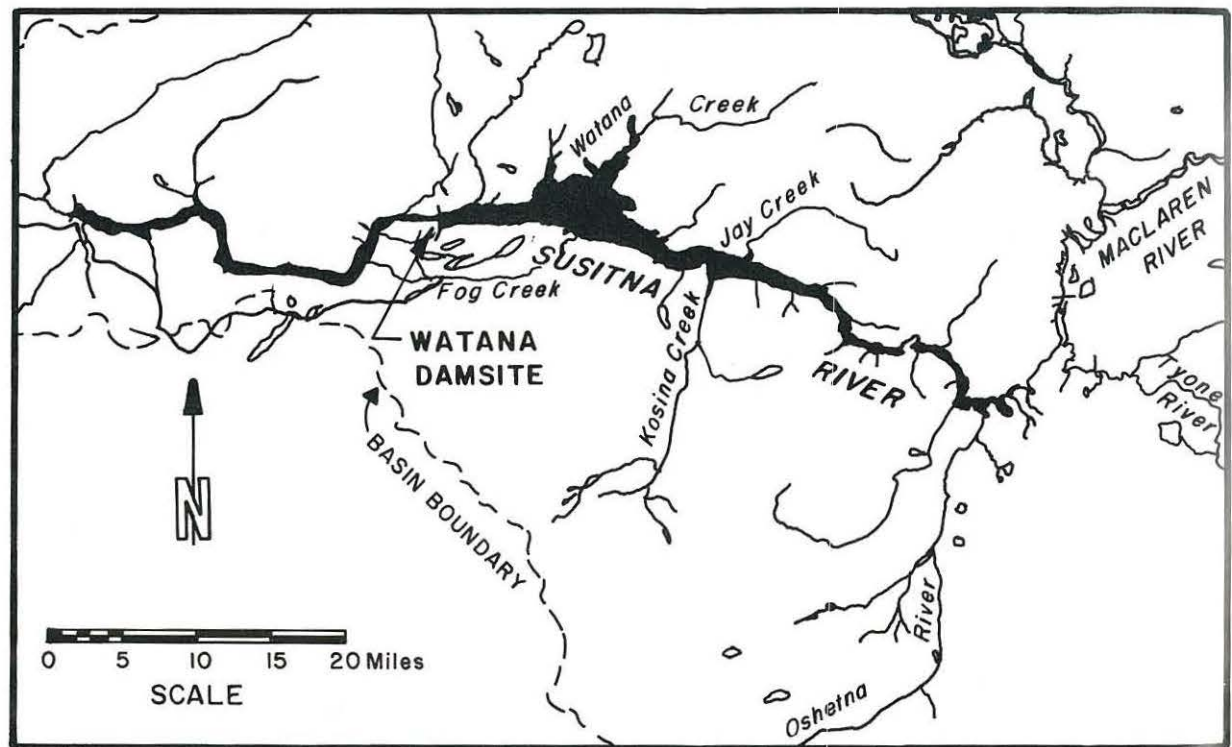 Watana
Creek
Jay Creek
MACLAREN
RIVER
SUSITNA
Fog Creek
WATANA
DAMSITE
Kosina Creek
RIVER
Tyone
River
BASIN BOUNDARY
N
River
0 5 10 15 20 Miles
SCALE
Oshetna